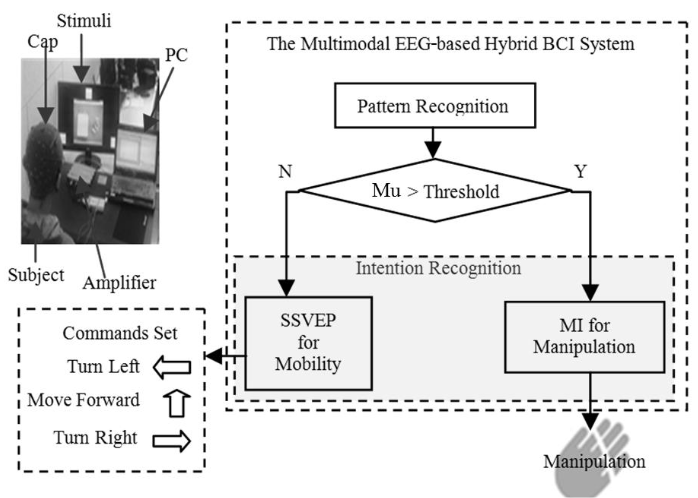 Stimuli
Cap
PC
Subject
Amplifier
The Multimodal EEG-based Hybrid BCI System
Pattern Recognition
N
Y
Mu > Threshold
Intention Recognition
SSVEP
for
Mobility
MI for
Manipulation
Commands Set
Turn Left
Move Forward
Turn Right
Manipulation